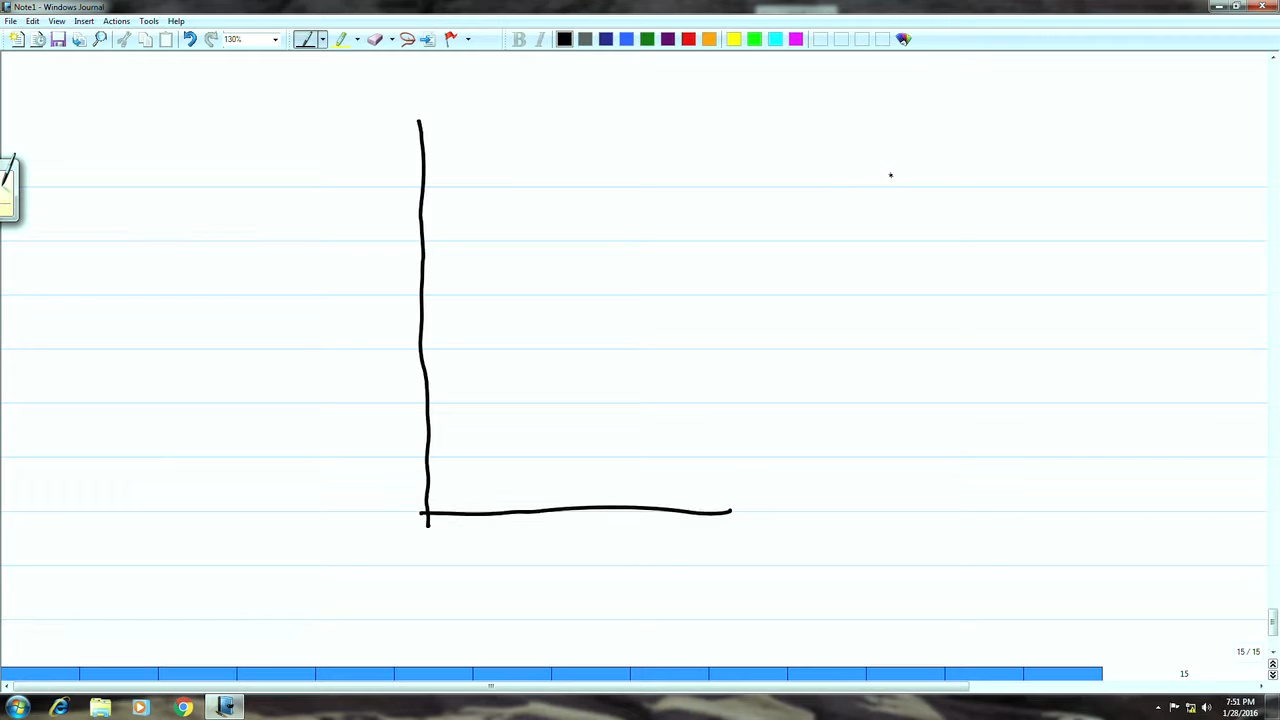 Note1 - Windows Journal
File Edit View Insert Actions Tools Help
130% B I
15 / 15
15
7:51 PM
1/28/2016